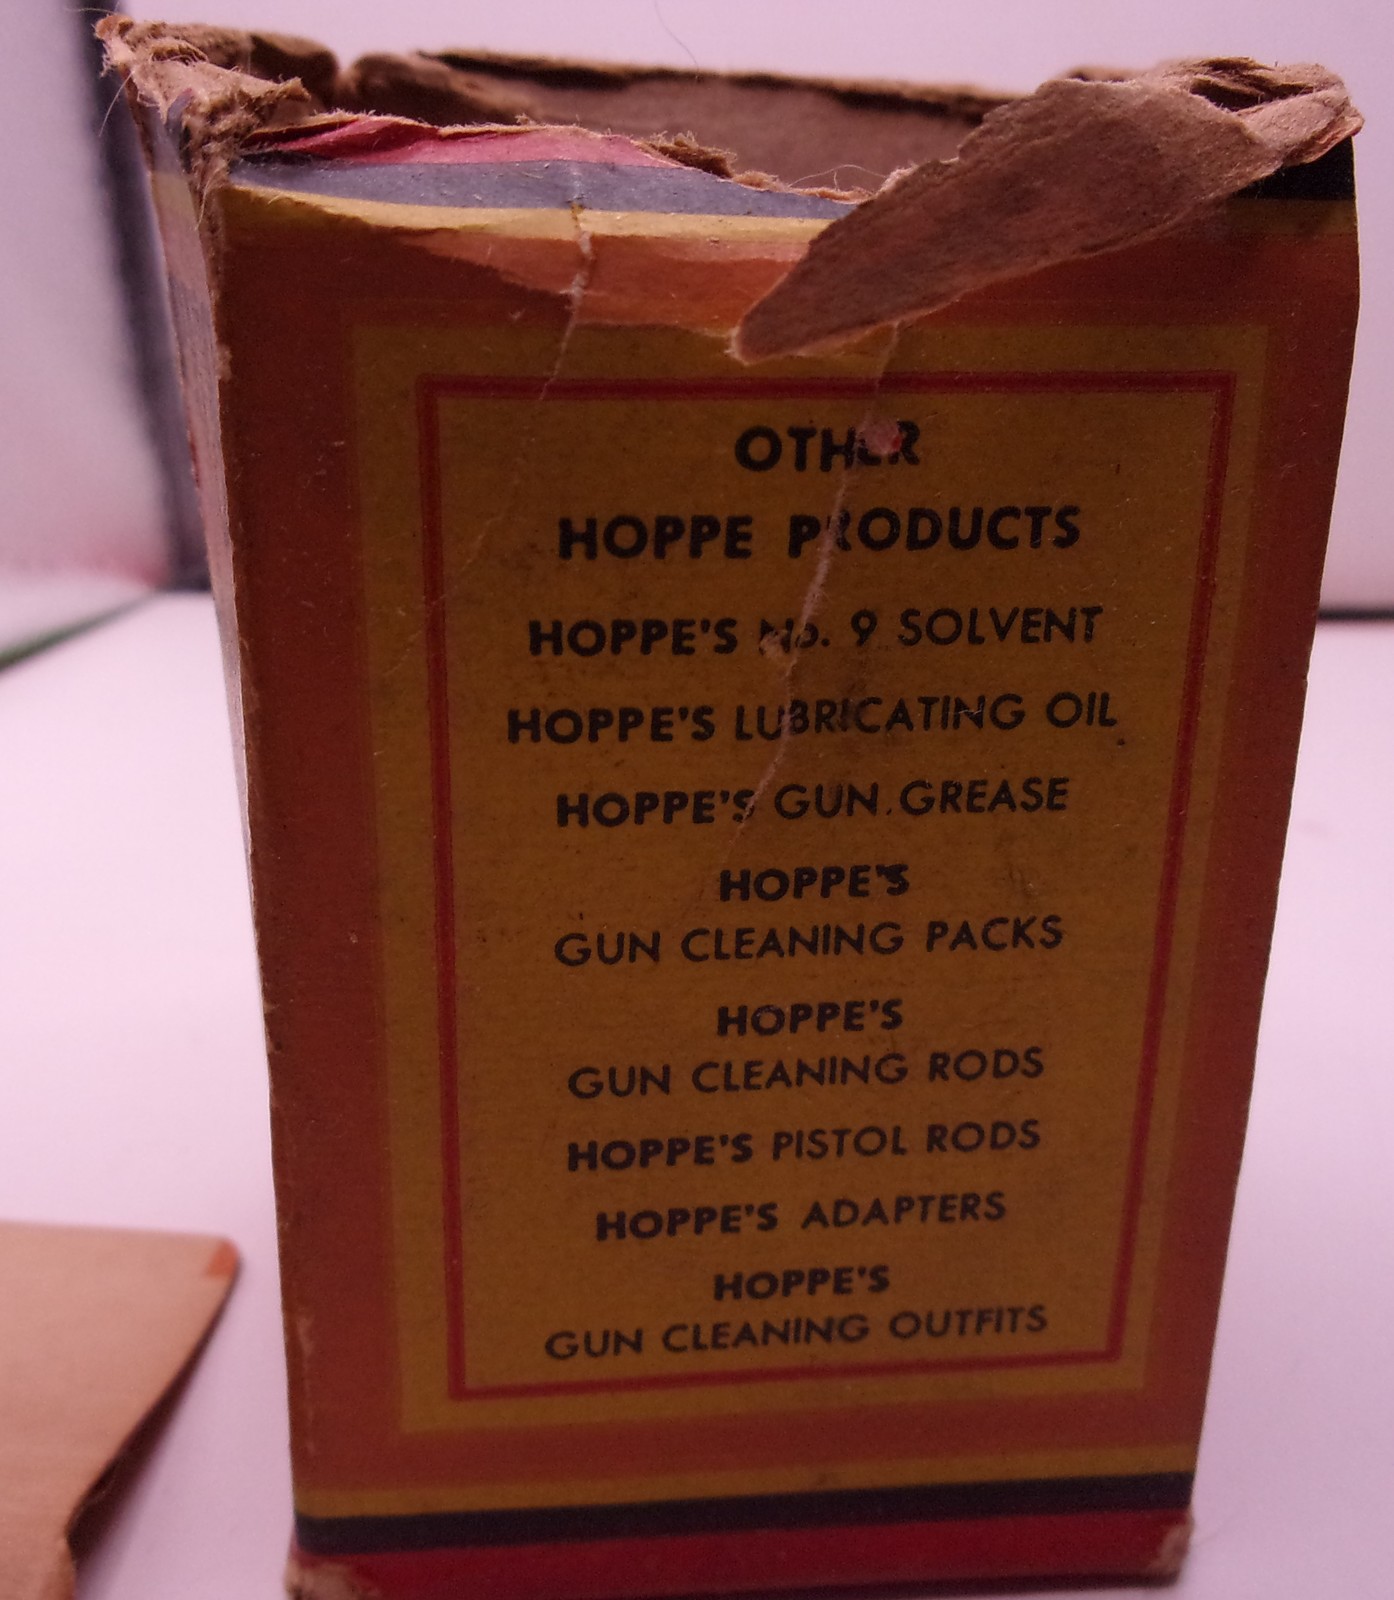 OTHER
HOPPE PRODUCTS
HOPPE'S No. 9 SOLVENT
HOPPE'S LUBRICATING OIL
HOPPE'S GUN GREASE
HOPPE'S
GUN CLEANING PACKS
HOPPE'S
GUN CLEANING RODS
HOPPE'S PISTOL RODS
HOPPE'S ADAPTERS
HOPPE'S
GUN CLEANING OUTFITS